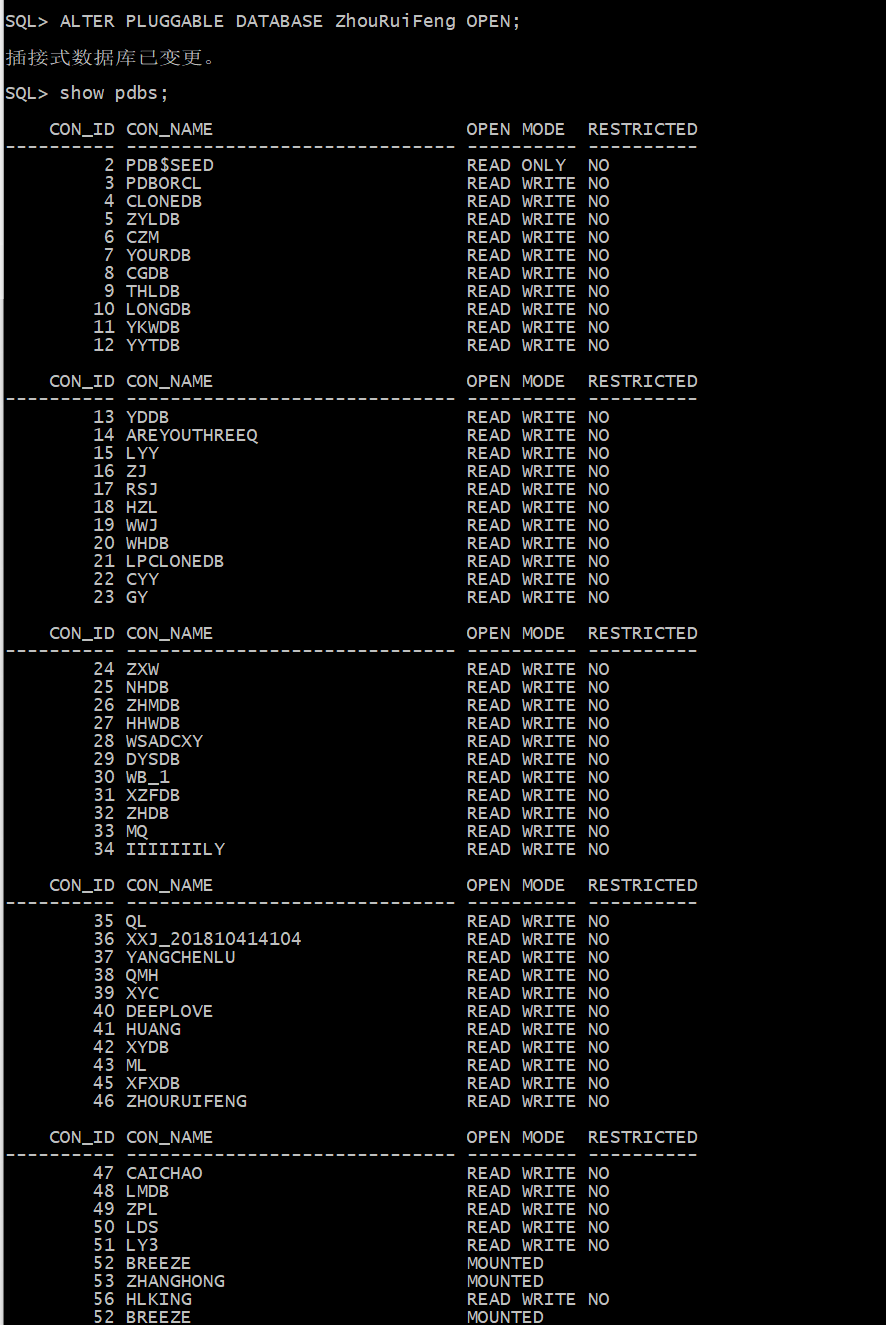 SQL> ALTER PLUGGABLE DATABASE ZhouRuiFeng OPEN;
插接式数据库已变更。
SQL> show pdbs;
    CON_ID CON_NAME                       OPEN MODE  RESTRICTED
---------- ------------------------------ ---------- ----------
         2 PDB$SEED                       READ ONLY  NO
         3 PDBORCL                        READ WRITE NO
         4 CLONEDB                        READ WRITE NO
         5 ZYLDB                          READ WRITE NO
         6 CZM                            READ WRITE NO
         7 YOURDB                         READ WRITE NO
         8 CGDB                           READ WRITE NO
         9 THLDB                          READ WRITE NO
        10 LONGDB                         READ WRITE NO
        11 YKWDB                          READ WRITE NO
        12 YYTDB                          READ WRITE NO
    CON_ID CON_NAME                       OPEN MODE  RESTRICTED
---------- ------------------------------ ---------- ----------
        13 YDDB                           READ WRITE NO
        14 AREYOUTHREEQ                   READ WRITE NO
        15 LYY                            READ WRITE NO
        16 ZJ                             READ WRITE NO
        17 RSJ                            READ WRITE NO
        18 HZL                            READ WRITE NO
        19 WWJ                            READ WRITE NO
        20 WHDB                           READ WRITE NO
        21 LPCLONEDB                      READ WRITE NO
        22 CYY                            READ WRITE NO
        23 GY                             READ WRITE NO
    CON_ID CON_NAME                       OPEN MODE  RESTRICTED
---------- ------------------------------ ---------- ----------
        24 ZXW                            READ WRITE NO
        25 NHDB                           READ WRITE NO
        26 ZHMDB                          READ WRITE NO
        27 HHWDB                          READ WRITE NO
        28 WSADCXY                        READ WRITE NO
        29 DYSDB                          READ WRITE NO
        30 WB_1                           READ WRITE NO
        31 XZFDB                          READ WRITE NO
        32 ZHDB                           READ WRITE NO
        33 MQ                             READ WRITE NO
        34 IIIIIIILY                      READ WRITE NO
    CON_ID CON_NAME                       OPEN MODE  RESTRICTED
---------- ------------------------------ ---------- ----------
        35 QL                             READ WRITE NO
        36 XXJ_201810414104               READ WRITE NO
        37 YANGCHENLU                     READ WRITE NO
        38 QMH                            READ WRITE NO
        39 XYC                            READ WRITE NO
        40 DEEPLOVE                       READ WRITE NO
        41 HUANG                          READ WRITE NO
        42 XYDB                           READ WRITE NO
        43 ML                             READ WRITE NO
        45 XFXDB                          READ WRITE NO
        46 ZHOURUIFENG                    READ WRITE NO
    CON_ID CON_NAME                       OPEN MODE  RESTRICTED
---------- ------------------------------ ---------- ----------
        47 CAICHAO                        READ WRITE NO
        48 LMDB                           READ WRITE NO
        49 ZPL                            READ WRITE NO
        50 LDS                            READ WRITE NO
        51 LY3                            READ WRITE NO
        52 BREEZE                         MOUNTED
        53 ZHANGHONG                      MOUNTED
        56 HLKING                         READ WRITE NO
        52 BREEZE                         MOUNTED